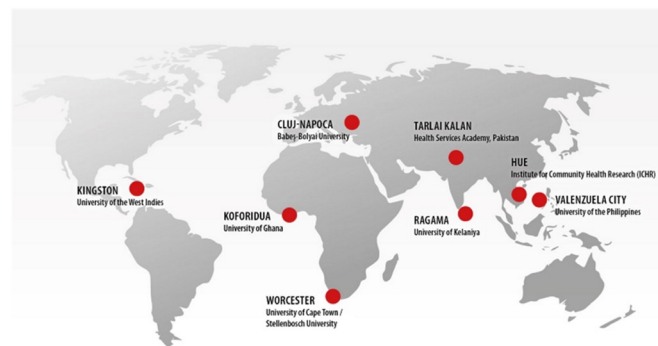 CLUJ-NAPOCA
Babeş-Bolyai University
TARLAI KALAN
Health Services Academy, Pakistan
HUE
Institute for Community Health Research (ICHR)
KINGSTON
University of the West Indies
VALENZUELA CITY
University of the Philippines
KOFORIDUA
University of Ghana
RAGAMA
University of Kelaniya
WORCESTER
University of Cape Town /
Stellenbosch University